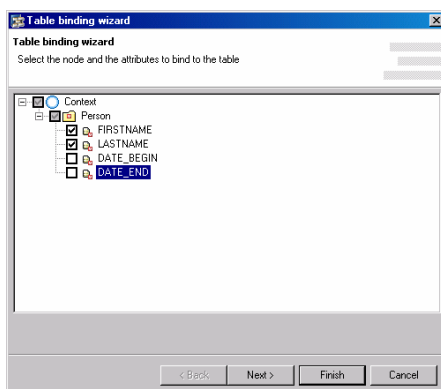 Table binding wizard
Table binding wizard
Select the node and the attributes to bind to the table
Context
Person
FIRSTNAME
LASTNAME
DATE_BEGIN
DATE_END
< Back Next > Finish Cancel